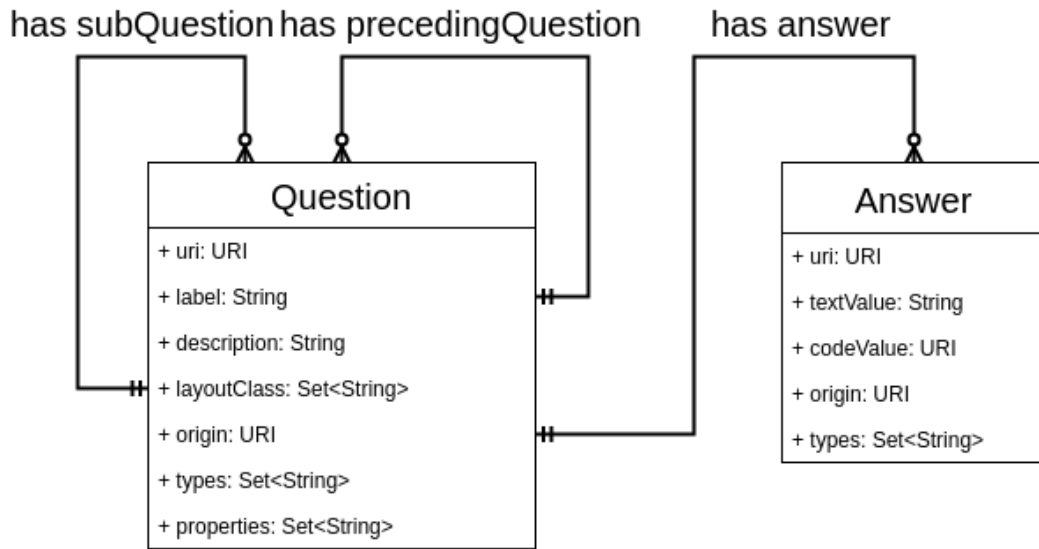 has subQuestion has precedingQuestion has answer
Question
+ uri: URI
+ label: String
+ description: String
+ layoutClass: Set<String>
+ origin: URI
+ types: Set<String>
+ properties: Set<String>
Answer
+ uri: URI
+ textValue: String
+ codeValue: URI
+ origin: URI
+ types: Set<String>